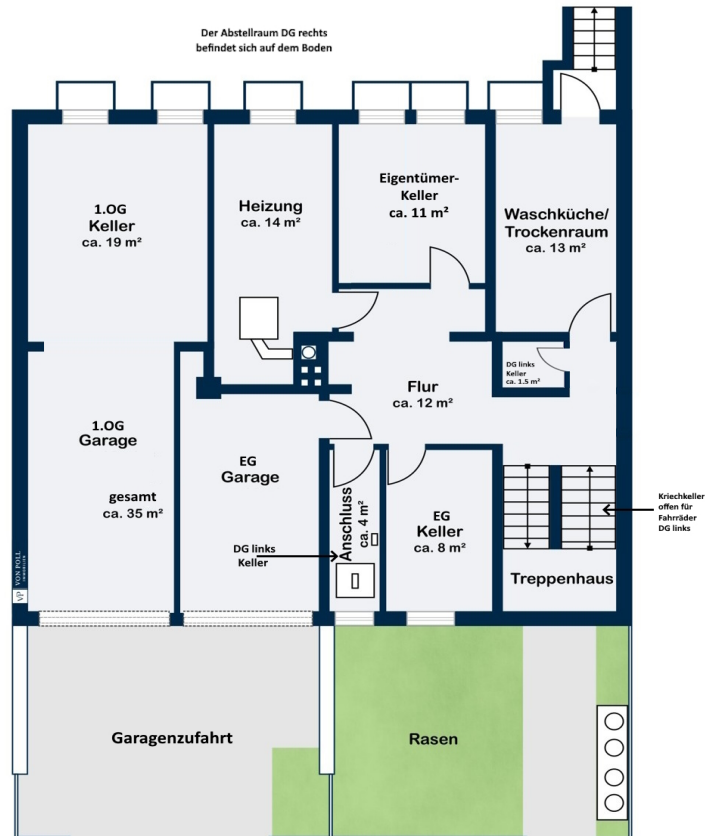 Der Abstellraum DG rechts
befindet sich auf dem Boden
1.OG
Keller
ca. 19 m²
Heizung
ca. 14 m²
Eigentümer-
Keller
ca. 11 m²
Waschküche/
Trockenraum
ca. 13 m²
DG links
Keller
ca. 1.5 m²
Flur
ca. 12 m²
1.OG
Garage
gesamt
ca. 35 m²
EG
Garage
DG links
Keller
Anschluss
ca. 4 m²
EG
Keller
ca. 8 m²
Kriechkeller
offen für
Fahrräder
DG links
Treppenhaus
VP VON POLL
IMMOBILIEN
Garagenzufahrt
Rasen